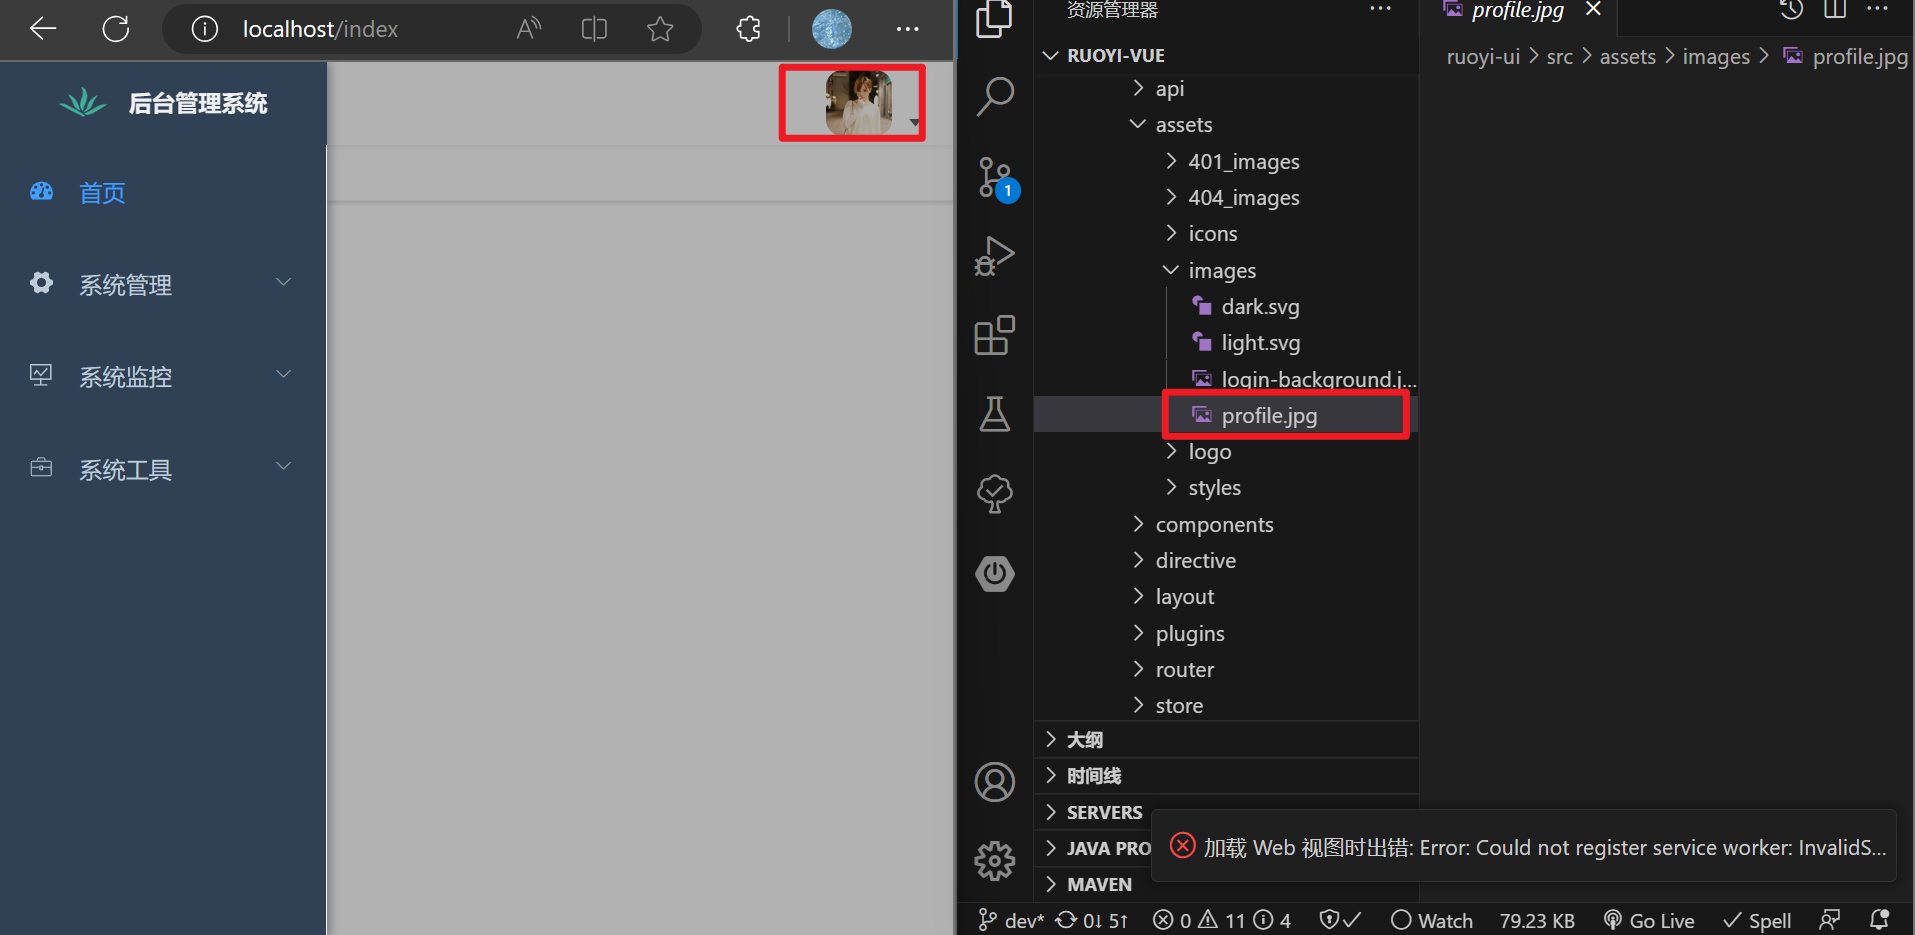 localhost/index
后台管理系统
首页
系统管理
系统监控
系统工具
资源管理器
RUOYI-VUE
api
assets
401_images
404_images
icons
images
dark.svg
light.svg
login-background.j...
profile.jpg
logo
styles
components
directive
layout
plugins
router
store
大纲
时间线
SERVERS
JAVA PRO
MAVEN
1
profile.jpg
ruoyi-ui > src > assets > images > profile.jpg
加载 Web 视图时出错: Error: Could not register service worker: InvalidS...
dev* 0↓ 5↑ 0 11 4 Watch 79.23 KB Go Live Spell